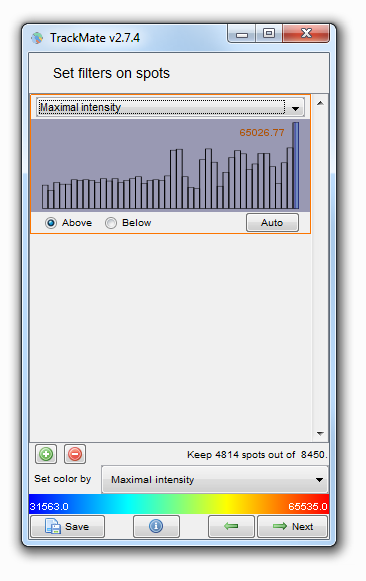 TrackMate v2.7.4
Set filters on spots
Maximal intensity
65026.77
Above Below Auto
Keep 4814 spots out of 8450.
Set color by Maximal intensity
31563.0 65535.0
Save Next